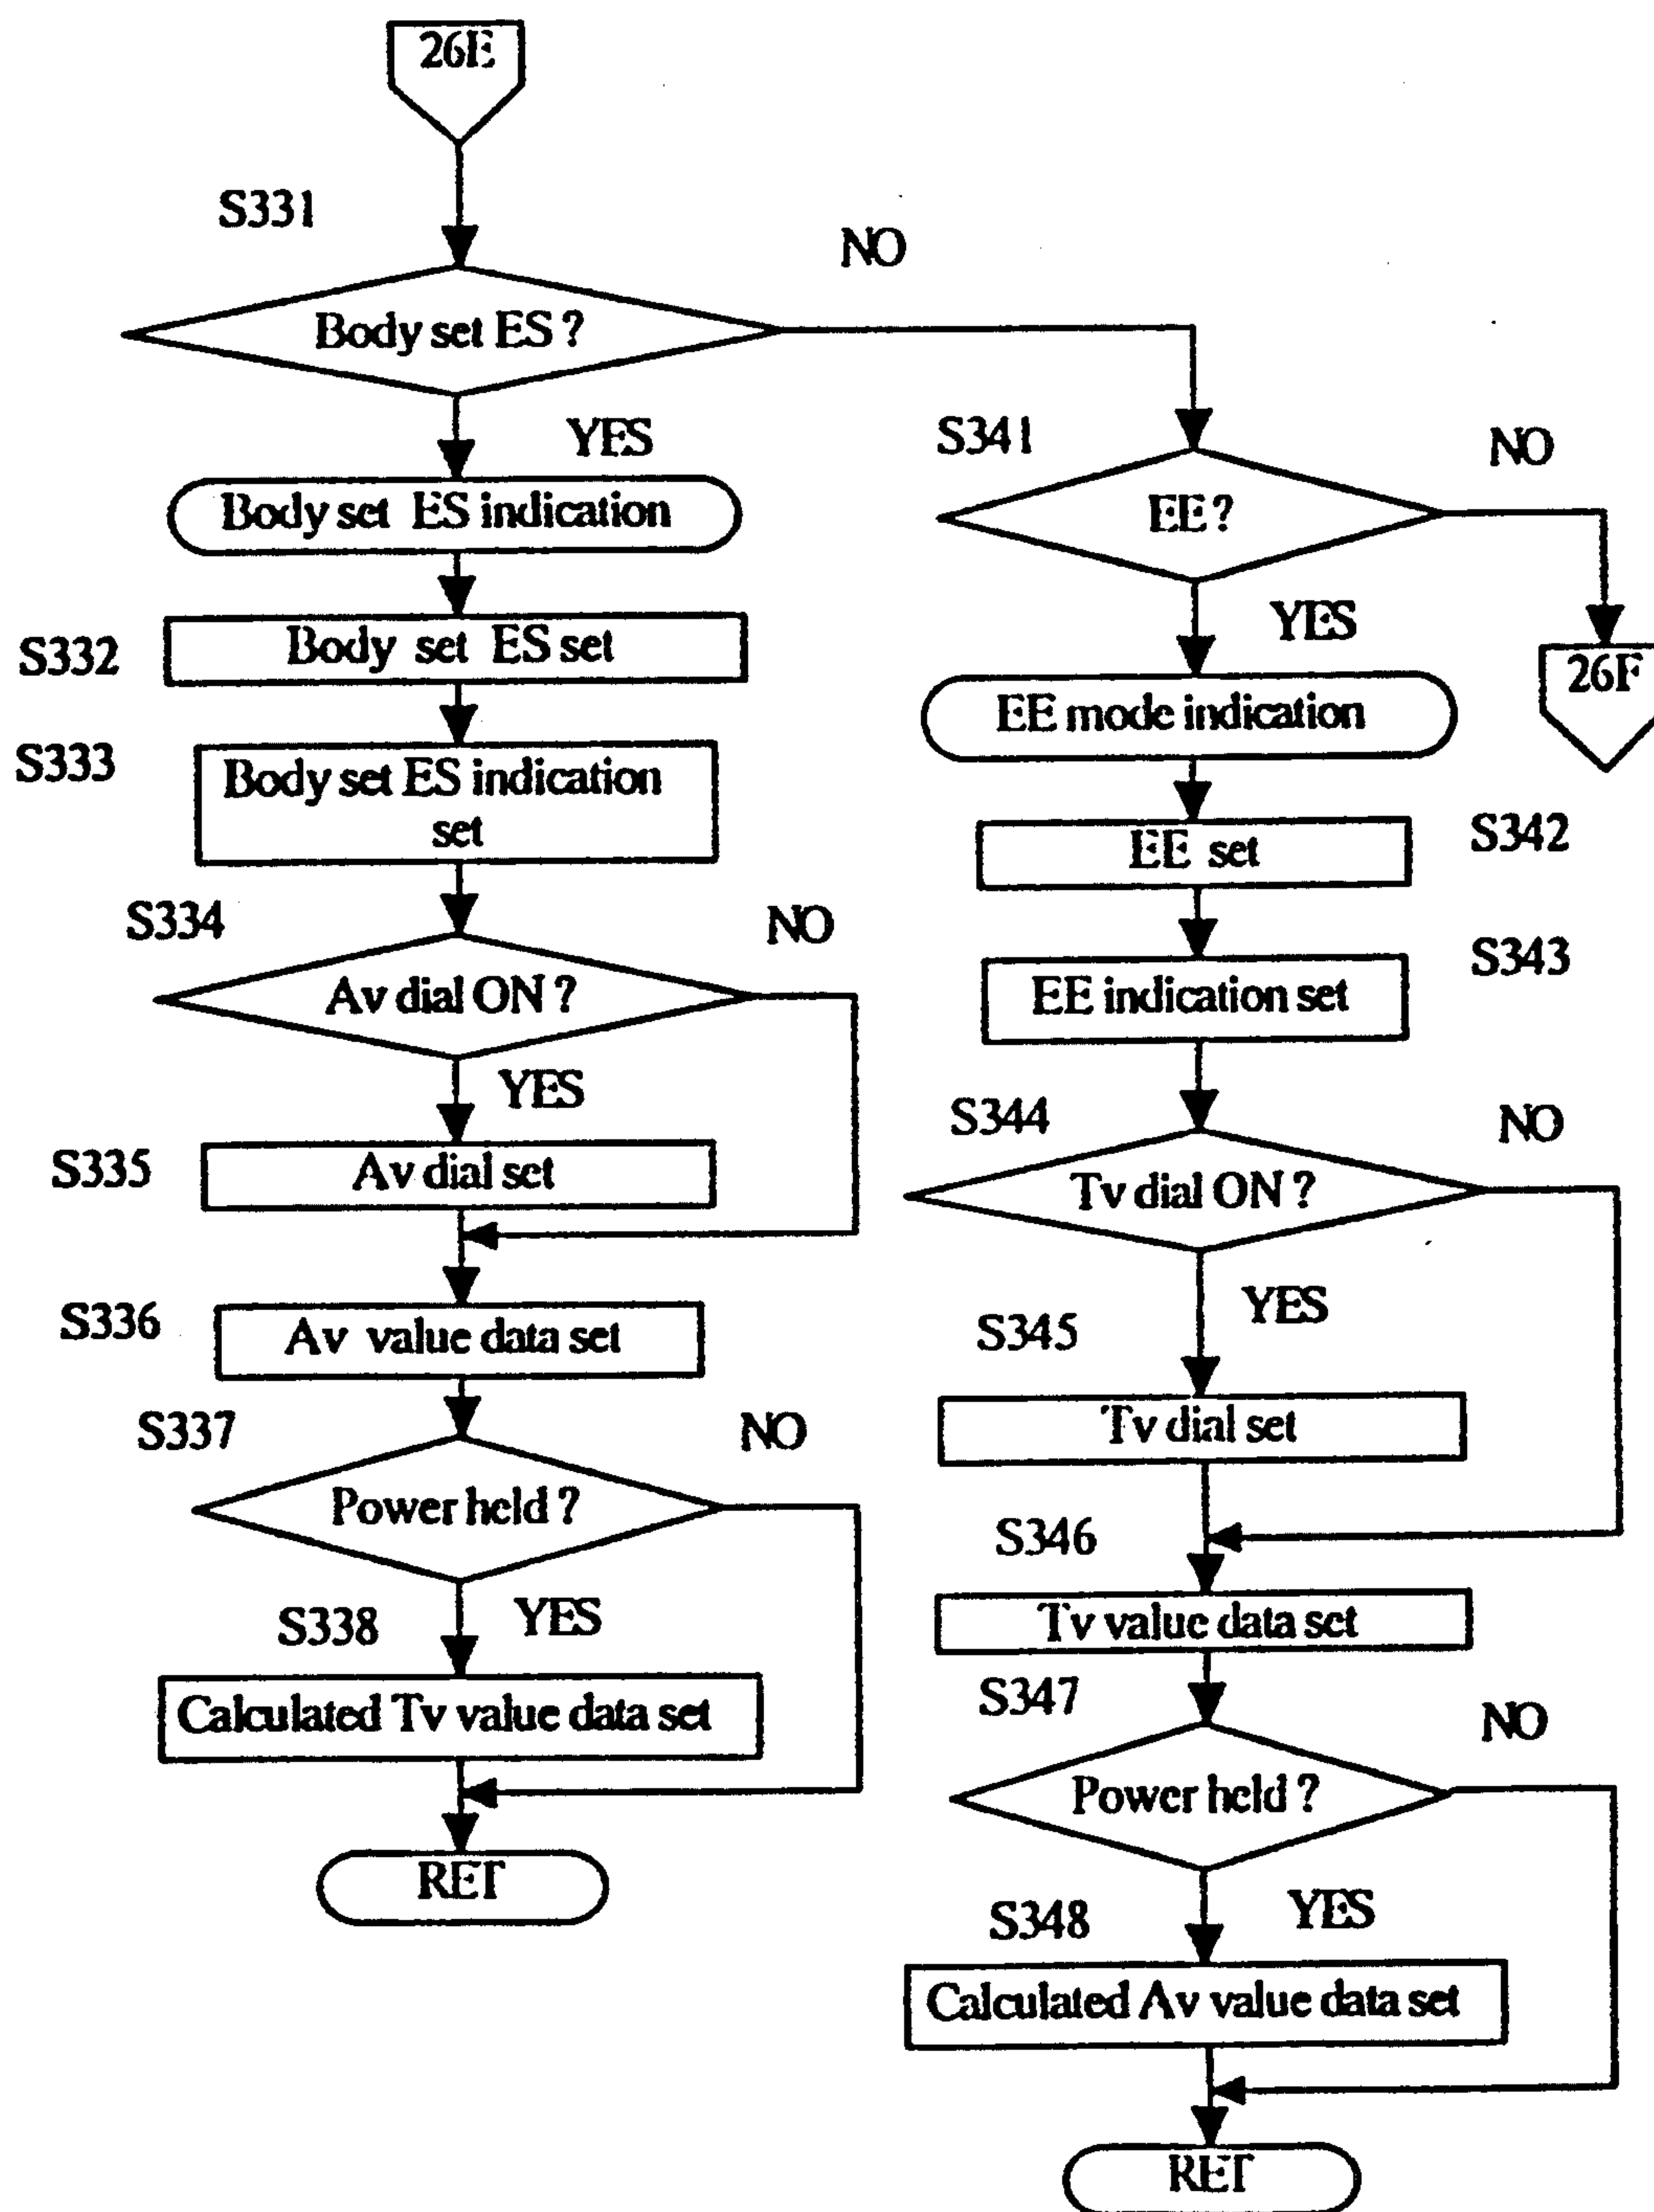 26E
S331
NO
Body set ES ?
YES
Body set ES indication
S332
Body set ES set
S333
Body set ES indication
set
S334
NO
Av dial ON ?
YES
S335
Av dial set
S336
Av value data set
S337
NO
Power held ?
S338
YES
Calculated Tv value data set
RET
S341
NO
EE ?
YES
26F
EE mode indication
S342
EE set
S343
EE indication set
S344
NO
Tv dial ON ?
YES
S345
Tv dial set
S346
Tv value data set
S347
NO
Power held ?
S348
YES
Calculated Av value data set
RET